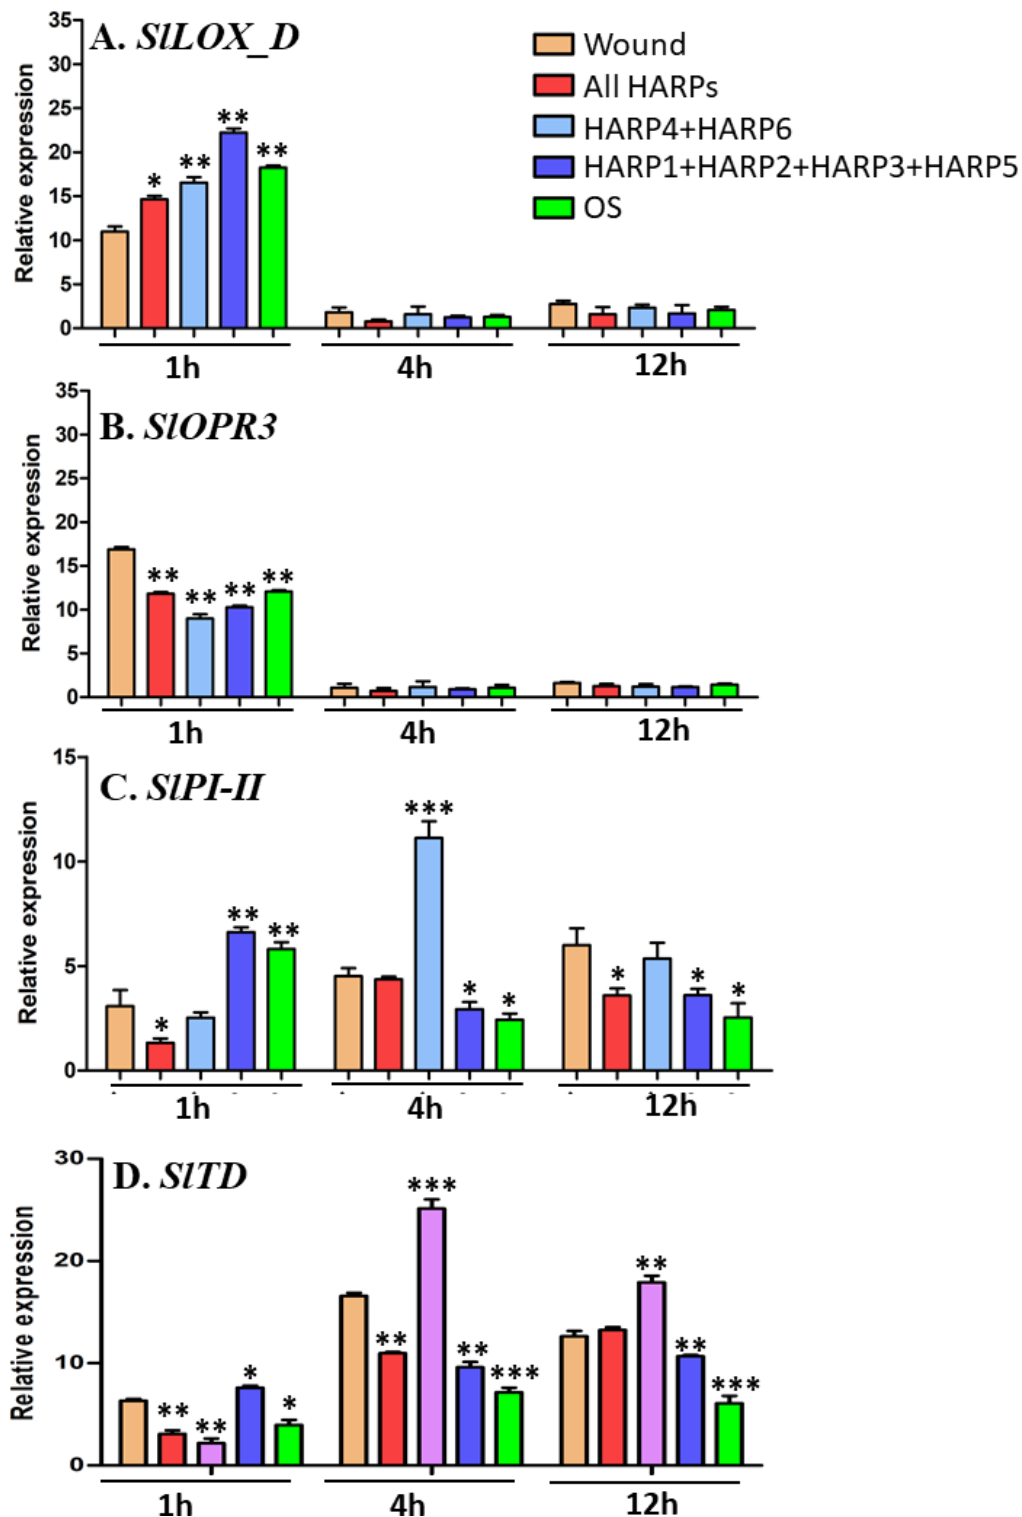 A. SlLOX_D
Wound
All HARPs
HARP4+HARP6
HARP1+HARP2+HARP3+HARP5
OS
Relative expression
35
30
25
20
15
10
5
0
*
**
**
**
1h
4h
12h
B. SlOPR3
Relative expression
35
30
25
20
15
10
5
0
**
**
**
**
1h
4h
12h
C. SlPI-II
Relative expression
15
10
5
0
*
**
**
***
*
*
*
*
*
1h
4h
12h
D. SlTD
Relative expression
30
20
10
0
**
**
*
*
**
***
**
***
**
**
***
1h
4h
12h